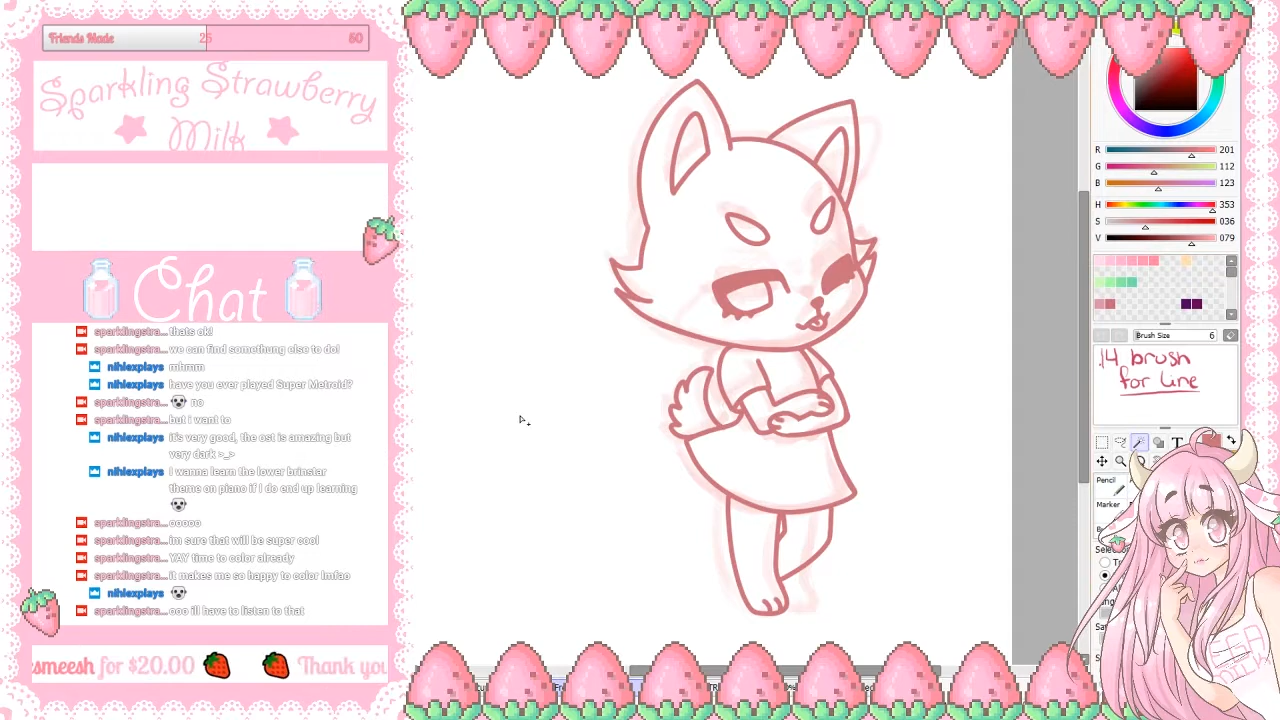 Friends Made 25 50
Sparkling Strawberry
Milk
Chat
sparklingstra... thats ok!
sparklingstra... we can find somethung else to do!
nihlexplays mhmm
nihlexplays have you ever played Super Metroid?
sparklingstra... no
sparklingstra... but i want to
nihlexplays it's very good, the ost is amazing but
very dark >_>
nihlexplays I wanna learn the lower brinstar
theme on piano if I do end up learning
sparklingstra... ooooo
sparklingstra... im sure that will be super cool
sparklingstra... YAY time to color already
sparklingstra... it makes me so happy to color lmfao
nihlexplays
sparklingstra... ooo ill have to listen to that
smeesh for $20.00 Thank you
R 201
G 112
B 123
H 353
S 036
V 079
Brush Size 6
14 brush
for line
T
Pencil
Marker
Selec